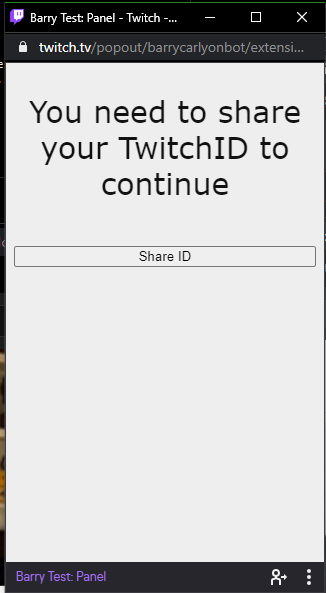 Barry Test: Panel - Twitch -...
twitch.tv/popout/barrycarlyonbot/extensi...
You need to share
your TwitchID to
continue
Share ID
Barry Test: Panel